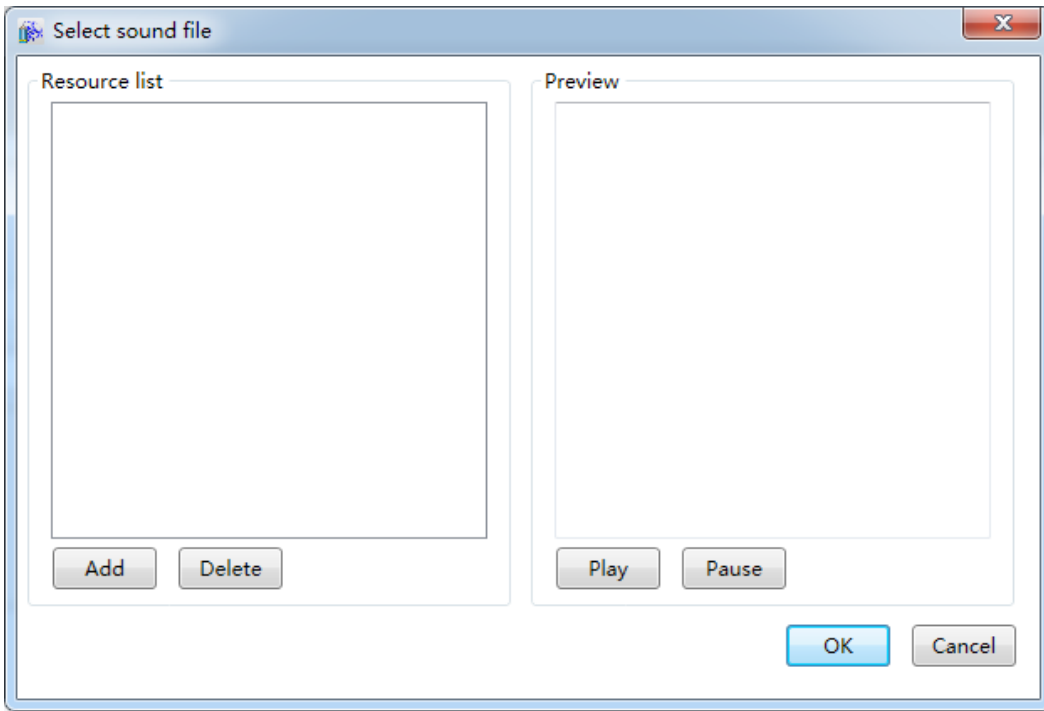 Select sound file
Resource list
Preview
Add Delete
Play Pause
OK Cancel